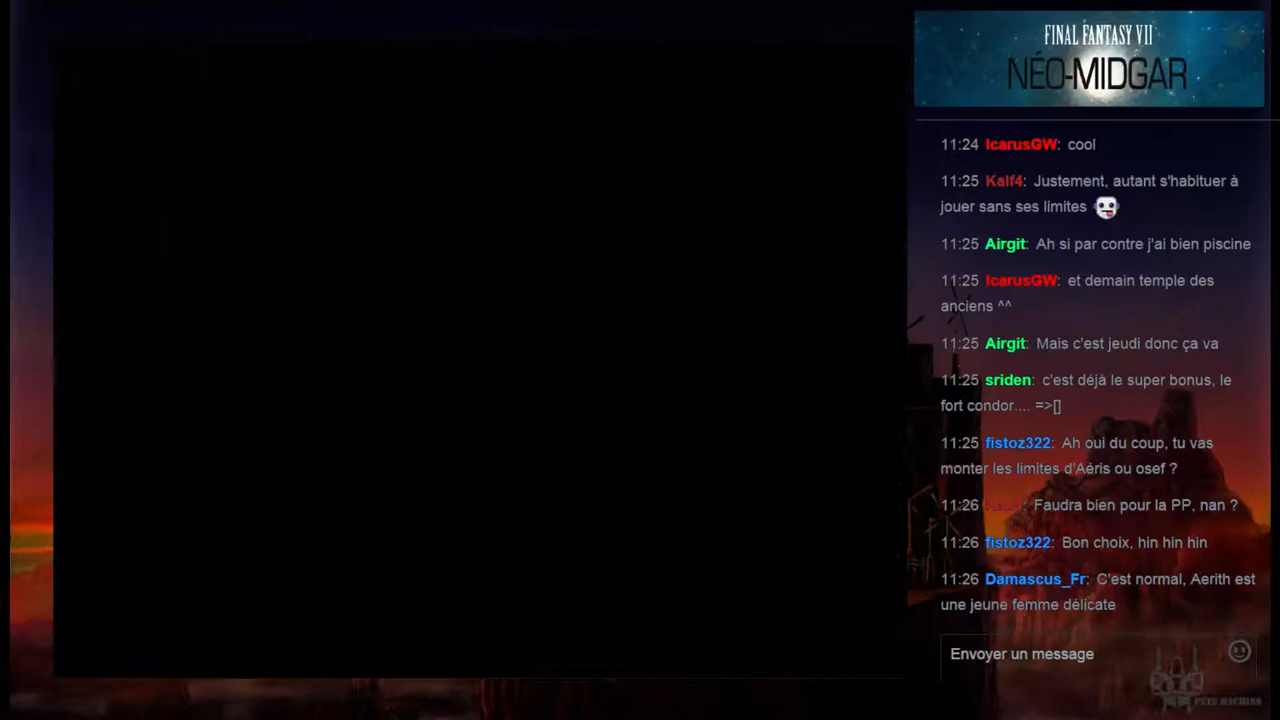 FINAL FANTASY VII
NÉO-MIDGAR
11:24 IcarusGW: cool
11:25 Kalf4: Justement, autant s'habituer à
jouer sans ses limites
11:25 Airgit: Ah si par contre j'ai bien piscine
11:25 IcarusGW: et demain temple des
anciens ^^
11:25 Airgit: Mais c'est jeudi donc ça va
11:25 sriden: c'est déjà le super bonus, le
fort condor.... =>[]
11:25 fistoz322: Ah oui du coup, tu vas
monter les limites d'Aéris ou osef ?
11:26 : Faudra bien pour la PP, nan ?
11:26 fistoz322: Bon choix, hin hin hin
11:26 Damascus_Fr: C'est normal, Aerith est
une jeune femme délicate
Envoyer un message
PETE MACHINE